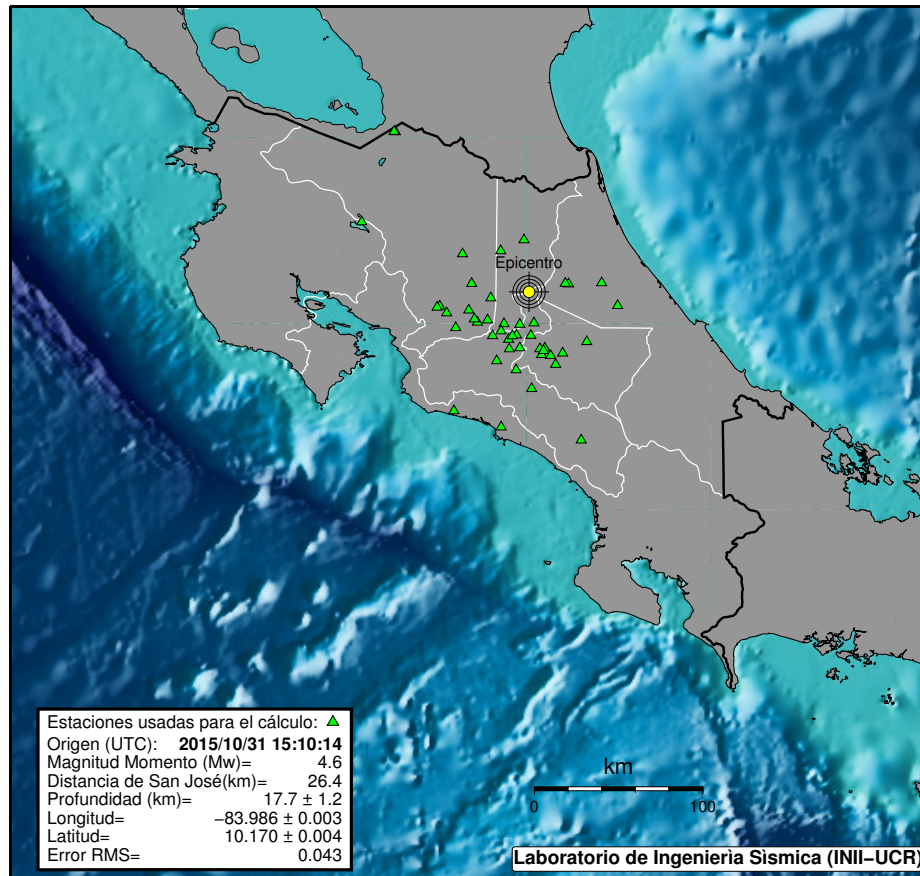 Epicentro
Estaciones usadas para el cálculo:
Origen (UTC): 2015/10/31 15:10:14
Magnitud Momento (Mw)= 4.6
Distancia de San José(km)= 26.4
Profundidad (km)= 17.7 ± 1.2
Longitud= −83.986 ± 0.003
Latitud= 10.170 ± 0.004
Error RMS= 0.043
km
0 100
Laboratorio de Ingenierìa Sìsmica (INII−UCR)